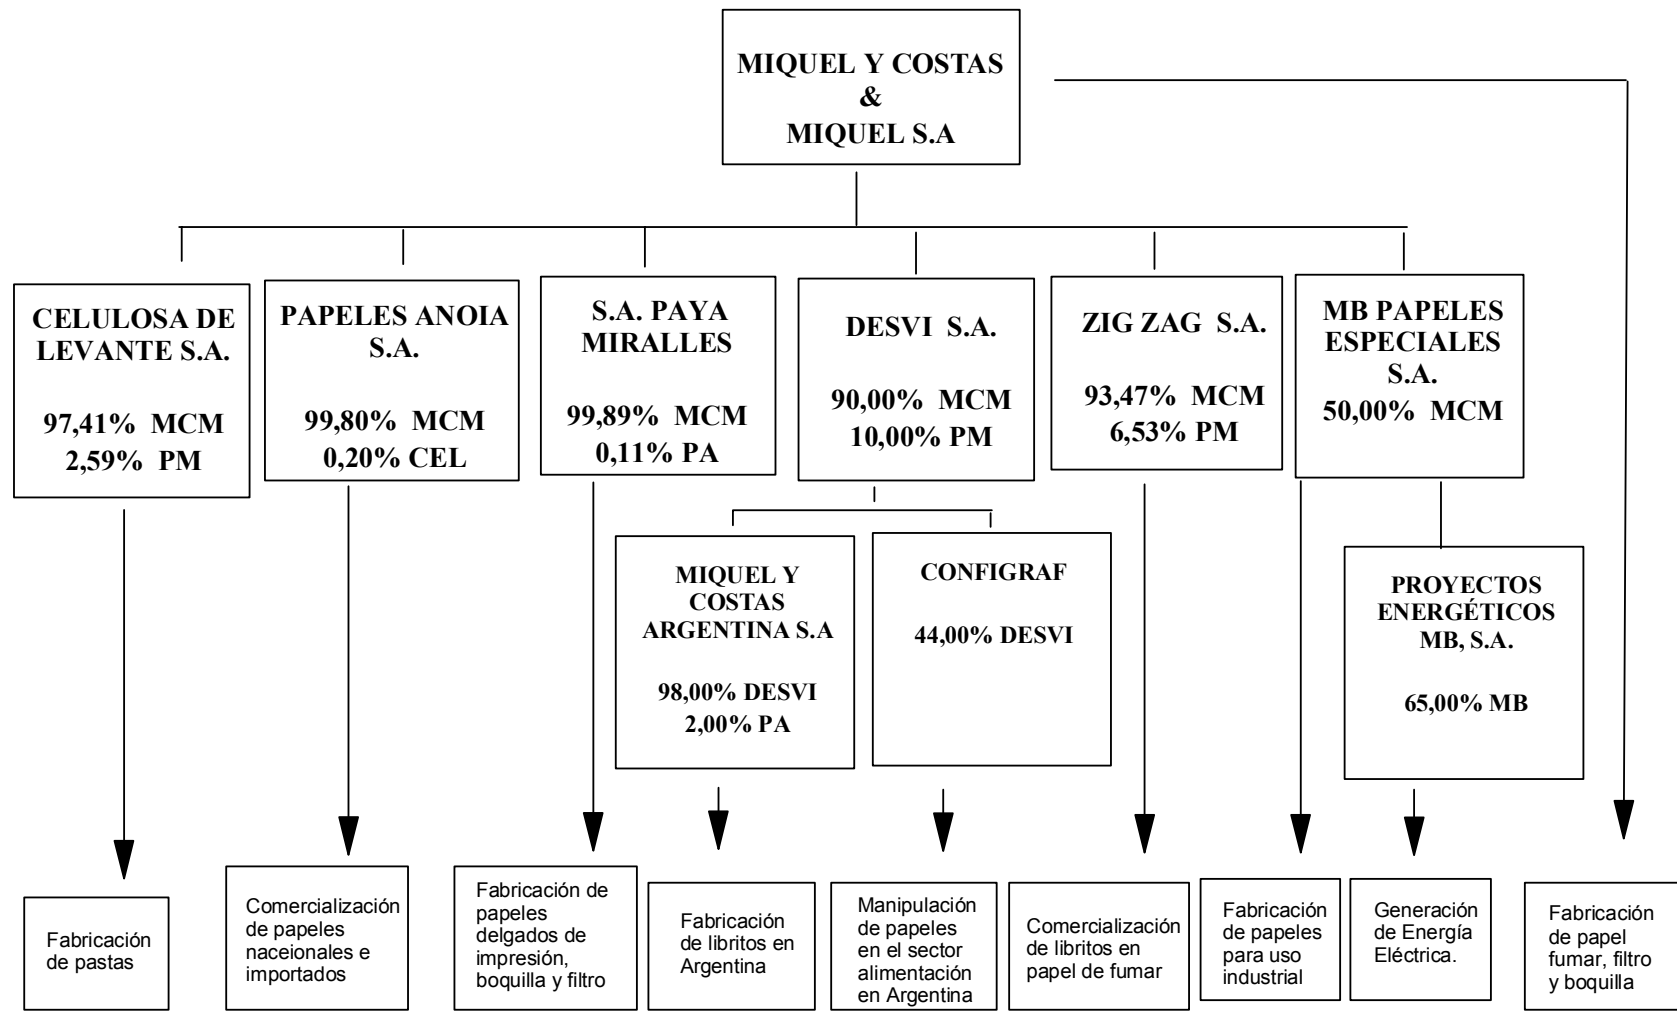 MIQUEL Y COSTAS
&
MIQUEL S.A
CELULOSA DE
LEVANTE S.A.
97,41% MCM
2,59% PM
PAPELES ANOIA
S.A.
99,80% MCM
0,20% CEL
S.A. PAYA
MIRALLES
99,89% MCM
0,11% PA
DESVI S.A.
90,00% MCM
10,00% PM
ZIG ZAG S.A.
93,47% MCM
6,53% PM
MB PAPELES
ESPECIALES
S.A.
50,00% MCM
MIQUEL Y
COSTAS
ARGENTINA S.A
98,00% DESVI
2,00% PA
CONFIGRAF
44,00% DESVI
PROYECTOS
ENERGÉTICOS
MB, S.A.
65,00% MB
Fabricación
de pastas
Comercialización
de papeles
naceionales e
importados
Fabricación de
papeles
delgados de
impresión,
boquilla y filtro
Fabricación
de libritos en
Argentina
Manipulación
de papeles
en el sector
alimentación
en Argentina
Comercialización
de libritos en
papel de fumar
Fabricación
de papeles
para uso
industrial
Generación
de Energía
Eléctrica.
Fabricación
de papel
fumar, filtro
y boquilla